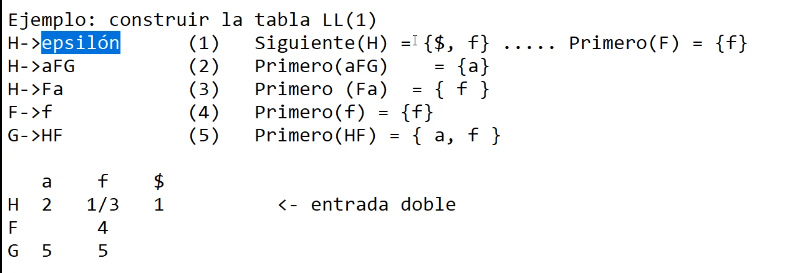 Ejemplo: construir la tabla LL(1)
H->epsilón (1) Siguiente(H) = {$, f} ..... Primero(F) = {f}
H->aFG (2) Primero(aFG) = {a}
H->Fa (3) Primero (Fa) = { f }
F->f (4) Primero(f) = {f}
G->HF (5) Primero(HF) = { a, f }
a f $
H 2 1/3 1 <- entrada doble
F 4
G 5 5